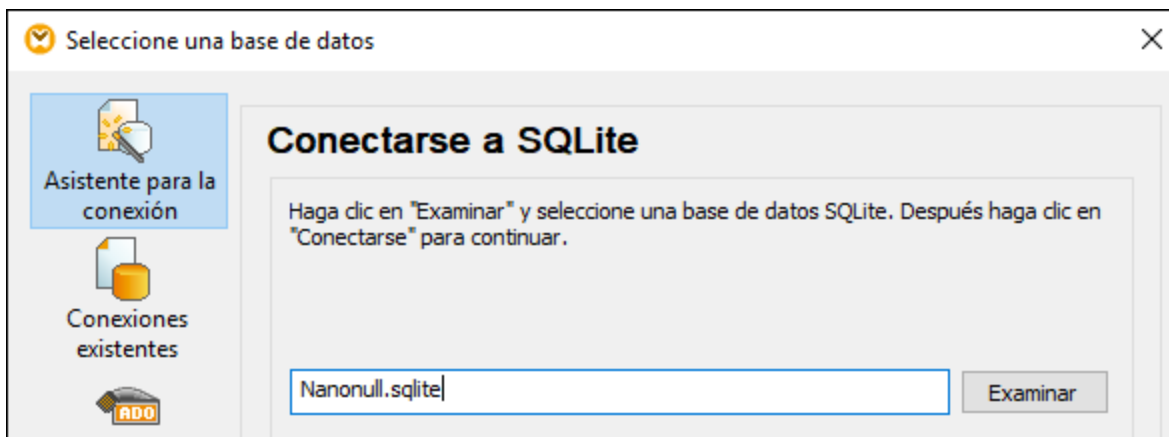 Seleccione una base de datos
Asistente para la
conexión
Conexiones
existentes
ADO
Conectarse a SQLite
Haga clic en "Examinar" y seleccione una base de datos SQLite. Después haga clic en
"Conectarse" para continuar.
Nanonull.sqlite
Examinar